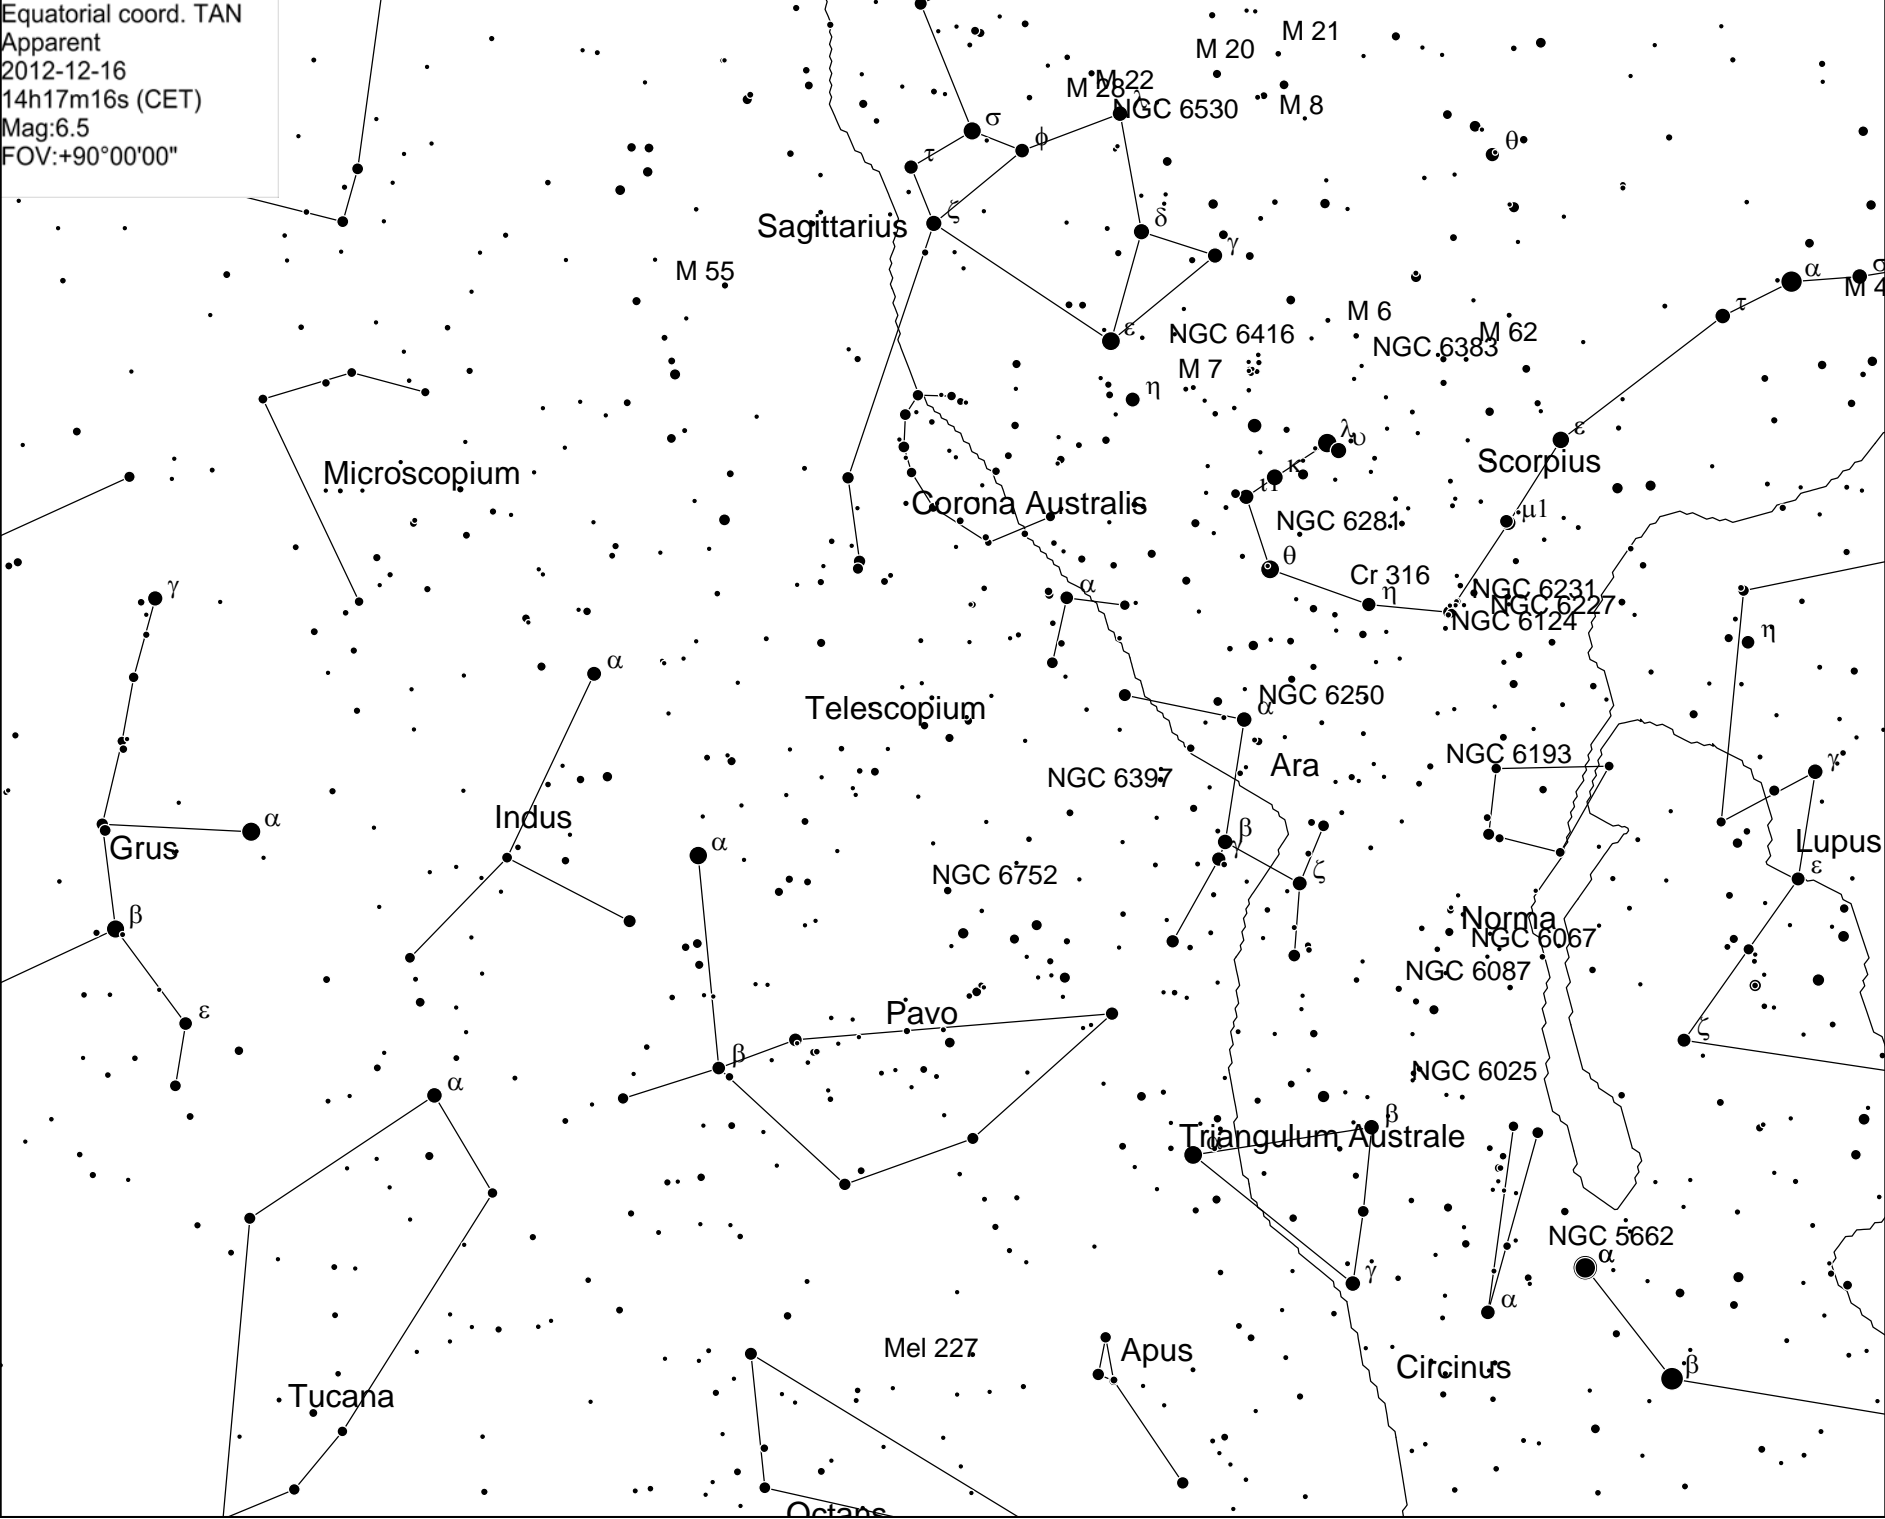 Equatorial coord. TAN
Apparent
2012-12-16
14h17m16s (CET)
Mag:6.5
FOV:+90°00'00"
M 21
M 20
M 22
M 28
λ
NGC 6530
M 8
σ
φ
θ
τ
ζ
Sagittarius
δ
γ
M 55
α
σ
M 4
τ
M 6
ε
NGC 6416
M 62
NGC 6383
M 7
η
ε
λ
υ
Scorpius
κ
ι1
Microscopium
Corona Australis
μ1
NGC 6281
θ
Cr 316
η
γ
α
NGC 6231
NGC 6227
NGC 6124
η
α
NGC 6250
α
Telescopium
NGC 6193
γ
Ara
NGC 6397
Indus
α
β
γ
Grus
α
Lupus
ε
NGC 6752
ζ
β
Norma
NGC 6067
NGC 6087
ε
Pavo
ζ
β
α
NGC 6025
β
Triangulum Australe
α
NGC 5662
α
γ
α
Mel 227
Apus
Circinus
β
Tucana
Octans